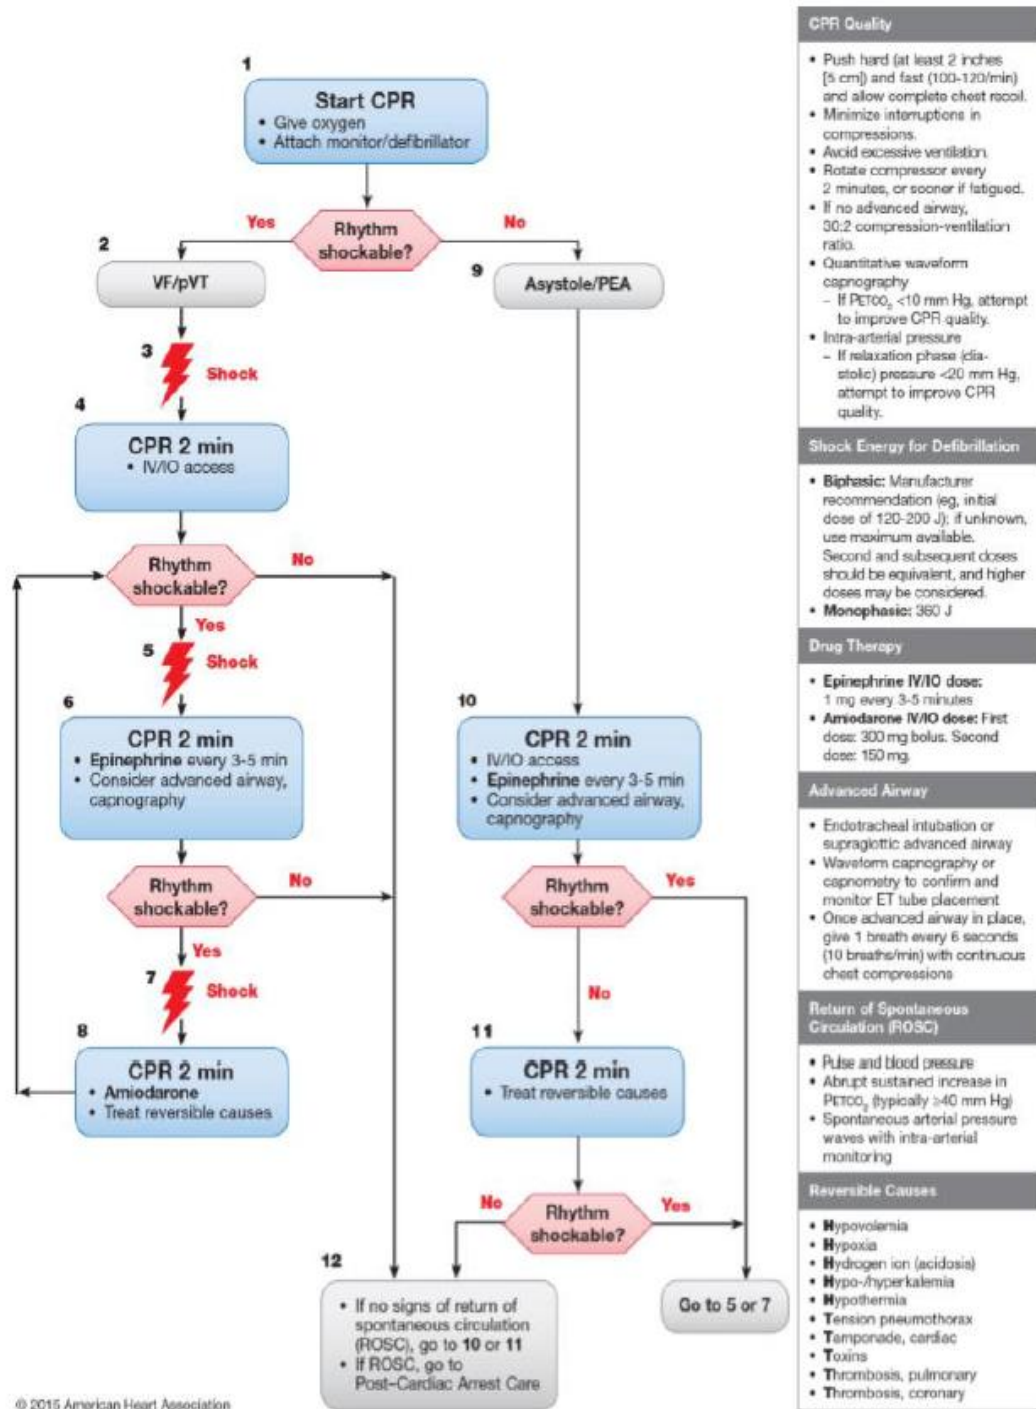 1
Start CPR
• Give oxygen
• Attach monitor/defibrillator
Rhythm
shockable?
Yes
No
2
VF/pVT
9
Asystole/PEA
3
Shock
4
CPR 2 min
• IV/IO access
Rhythm
shockable?
No
Yes
5
Shock
6
CPR 2 min
• Epinephrine every 3-5 min
• Consider advanced airway,
capnography
Rhythm
shockable?
No
Yes
7
Shock
8
CPR 2 min
• Amiodarone
• Treat reversible causes
10
CPR 2 min
• IV/IO access
• Epinephrine every 3-5 min
• Consider advanced airway,
capnography
Rhythm
shockable?
Yes
No
11
CPR 2 min
• Treat reversible causes
No
Rhythm
shockable?
Yes
12
• If no signs of return of
spontaneous circulation
(ROSC), go to 10 or 11
• If ROSC, go to
Post–Cardiac Arrest Care
Go to 5 or 7
© 2015 American Heart Association
CPR Quality
• Push hard (at least 2 inches
[5 cm]) and fast (100-120/min)
and allow complete chest recoil.
• Minimize interruptions in
compressions.
• Avoid excessive ventilation.
• Rotate compressor every
2 minutes, or sooner if fatigued.
• If no advanced airway,
30:2 compression-ventilation
ratio.
• Quantitative waveform
capnography
– If PETCO₂ <10 mm Hg, attempt
to improve CPR quality.
• Intra-arterial pressure
– If relaxation phase (dia-
stolic) pressure <20 mm Hg,
attempt to improve CPR
quality.
Shock Energy for Defibrillation
• Biphasic: Manufacturer
recommendation (eg, initial
dose of 120-200 J); if unknown,
use maximum available.
Second and subsequent doses
should be equivalent, and higher
doses may be considered.
• Monophasic: 360 J
Drug Therapy
• Epinephrine IV/IO dose:
1 mg every 3-5 minutes
• Amiodarone IV/IO dose: First
dose: 300 mg bolus. Second
dose: 150 mg.
Advanced Airway
• Endotracheal intubation or
supraglottic advanced airway
• Waveform capnography or
capnometry to confirm and
monitor ET tube placement
• Once advanced airway in place,
give 1 breath every 6 seconds
(10 breaths/min) with continuous
chest compressions
Return of Spontaneous
Circulation (ROSC)
• Pulse and blood pressure
• Abrupt sustained increase in
PETCO₂ (typically ≥40 mm Hg)
• Spontaneous arterial pressure
waves with intra-arterial
monitoring
Reversible Causes
• Hypovolemia
• Hypoxia
• Hydrogen ion (acidosis)
• Hypo-/hyperkalemia
• Hypothermia
• Tension pneumothorax
• Tamponade, cardiac
• Toxins
• Thrombosis, pulmonary
• Thrombosis, coronary